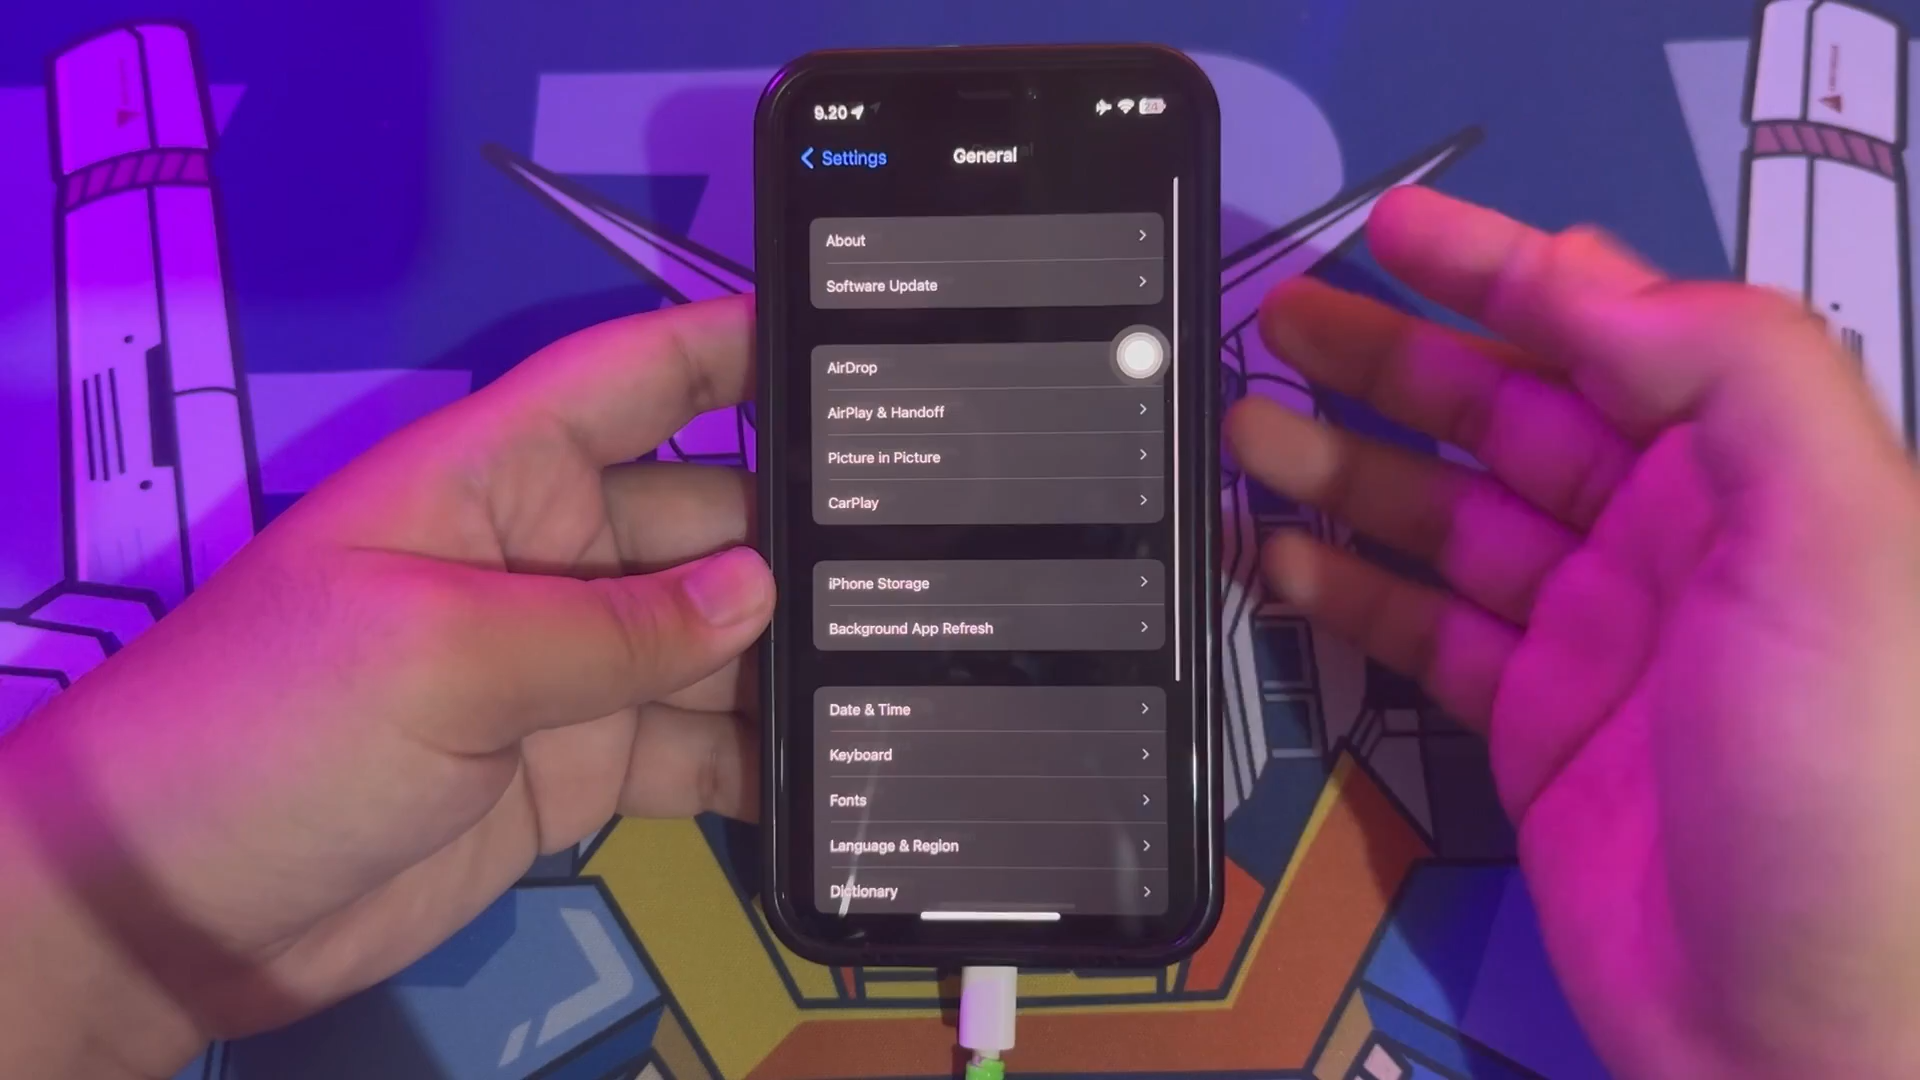 9.20
24
Settings
General
About
Software Update
AirDrop
AirPlay & Handoff
Picture in Picture
CarPlay
iPhone Storage
Background App Refresh
Date & Time
Keyboard
Fonts
Language & Region
Dictionary